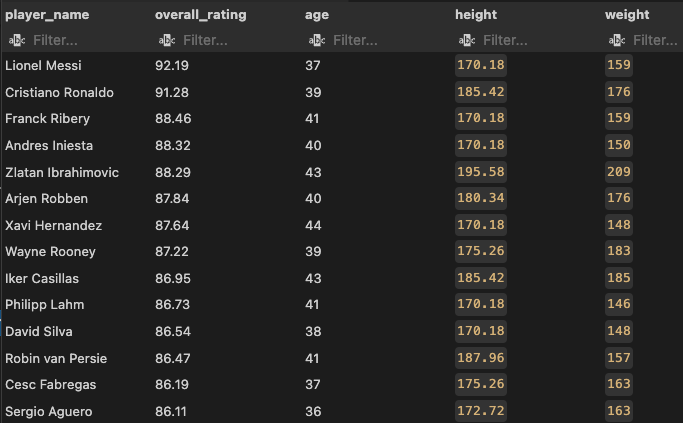 player_name overall_rating age height weight
abc Filter... abc Filter... abc Filter... abc Filter... abc Filter...
Lionel Messi 92.19 37 170.18 159
Cristiano Ronaldo 91.28 39 185.42 176
Franck Ribery 88.46 41 170.18 159
Andres Iniesta 88.32 40 170.18 150
Zlatan Ibrahimovic 88.29 43 195.58 209
Arjen Robben 87.84 40 180.34 176
Xavi Hernandez 87.64 44 170.18 148
Wayne Rooney 87.22 39 175.26 183
Iker Casillas 86.95 43 185.42 185
Philipp Lahm 86.73 41 170.18 146
David Silva 86.54 38 170.18 148
Robin van Persie 86.47 41 187.96 157
Cesc Fabregas 86.19 37 175.26 163
Sergio Aguero 86.11 36 172.72 163